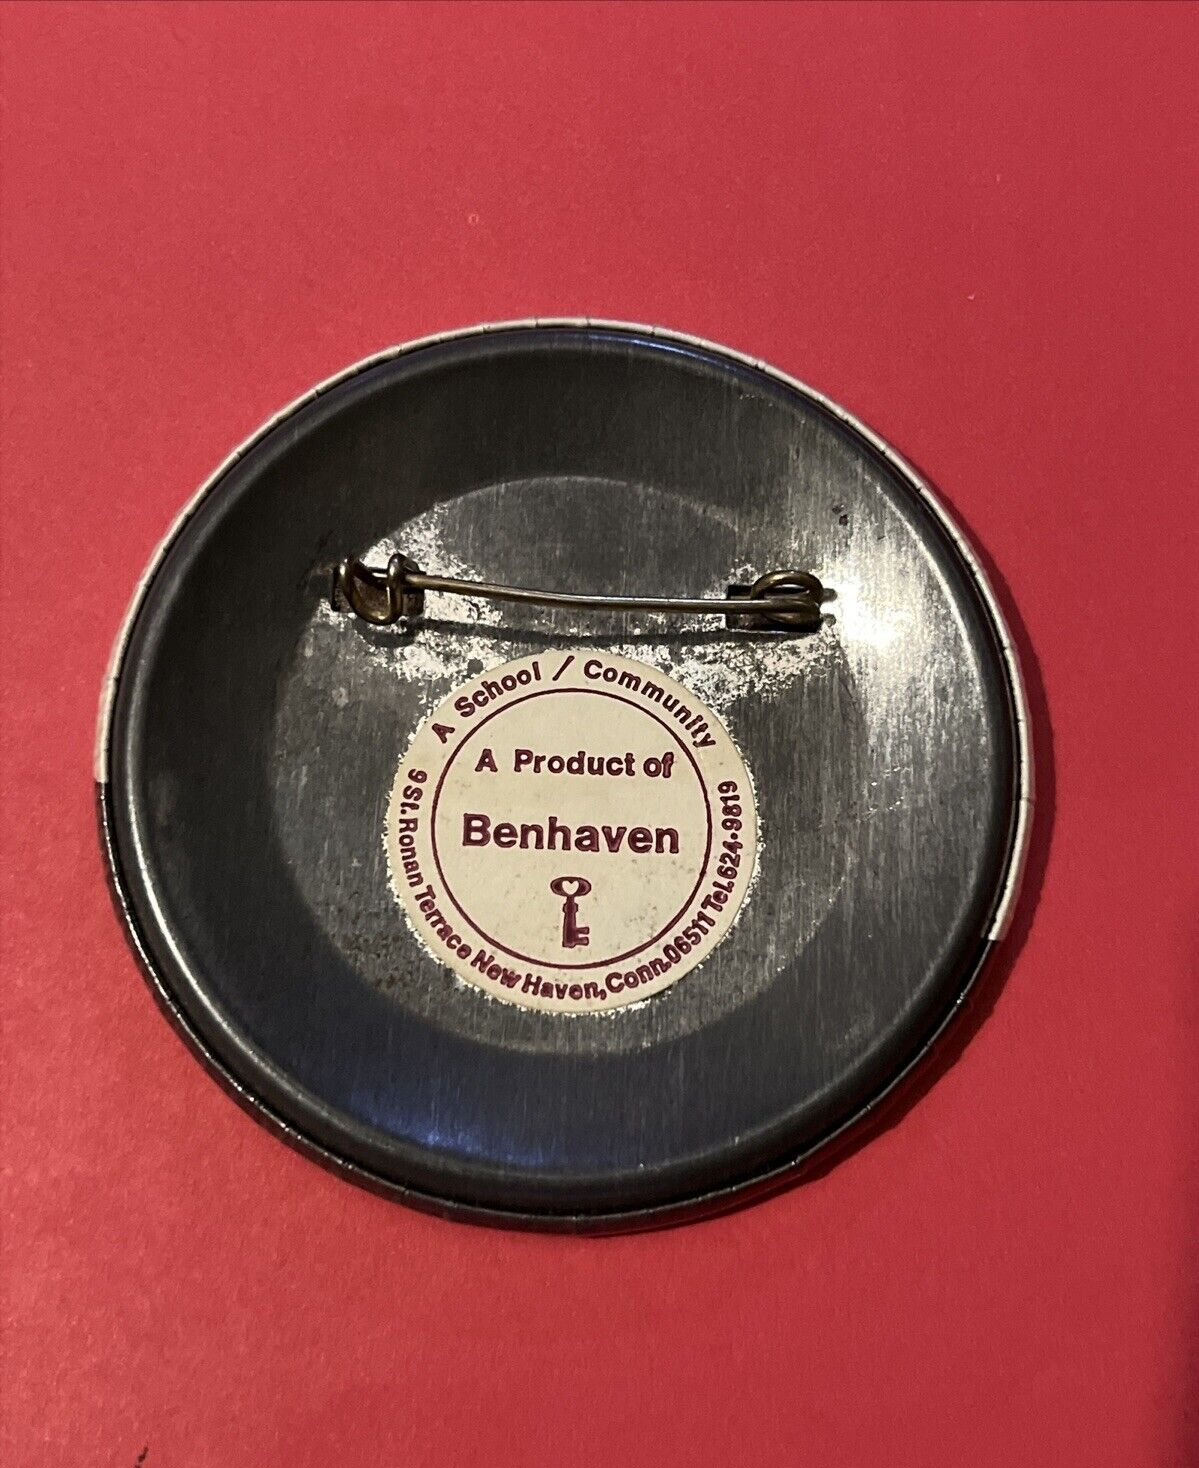 A School / Community
A Product of
Benhaven
9 St. Ronan Terrace New Haven, Conn. 06511 Tel. 624-9819